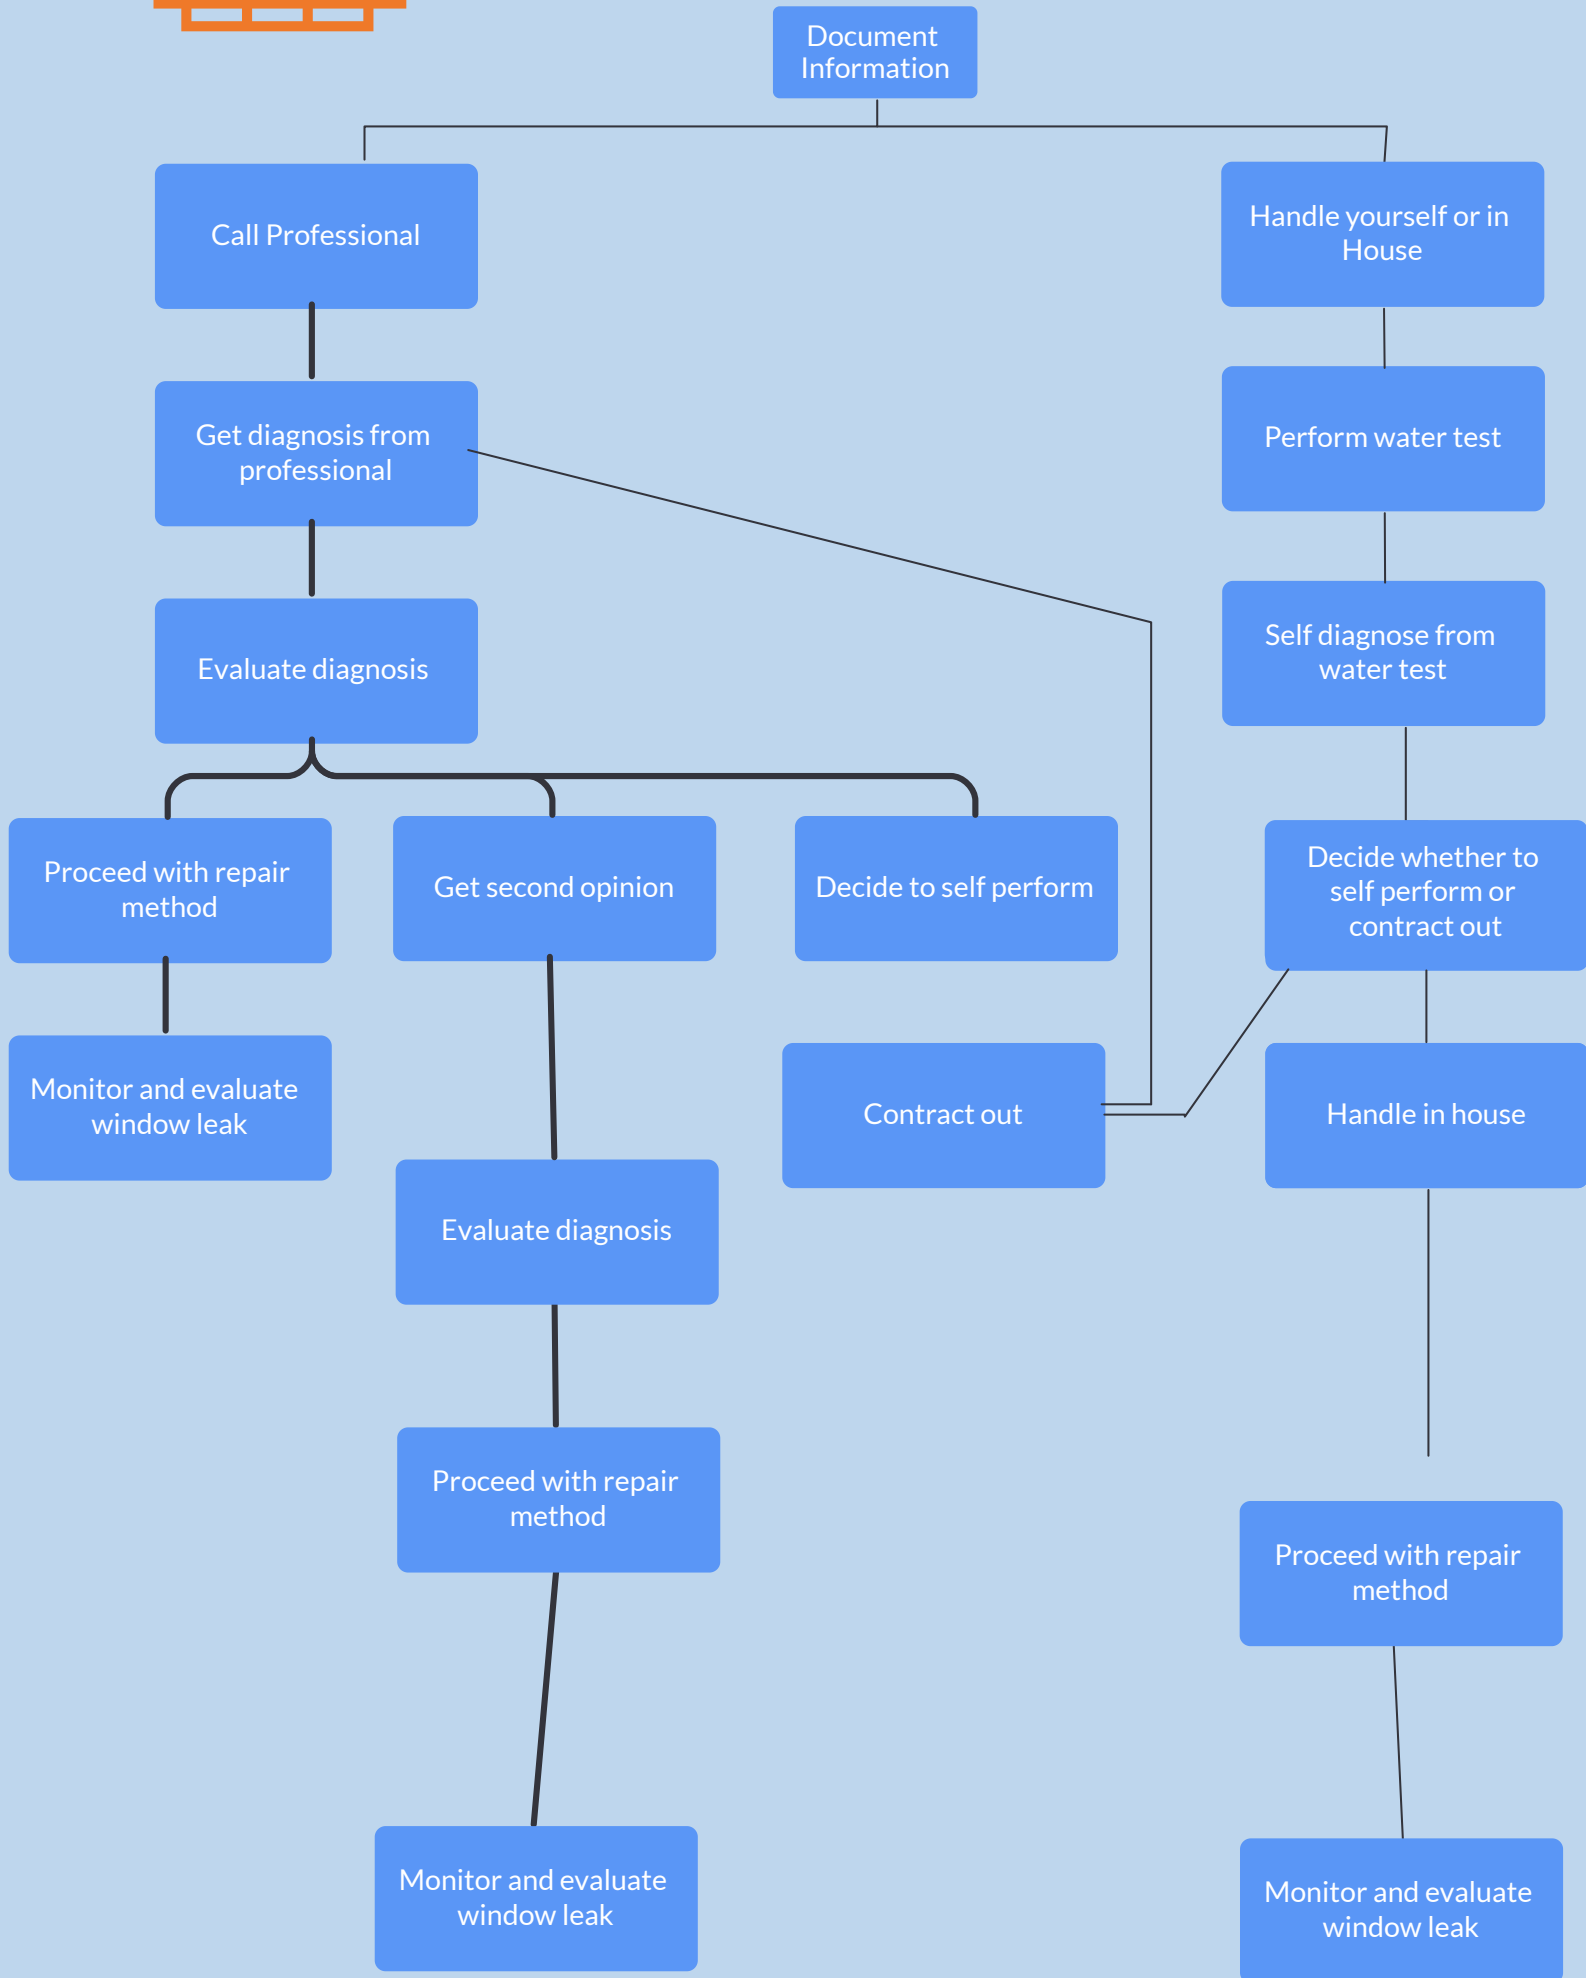 Document
Information
Call Professional
Handle yourself or in
House
Get diagnosis from
professional
Perform water test
Evaluate diagnosis
Self diagnose from
water test
Proceed with repair
method
Get second opinion
Decide to self perform
Decide whether to
self perform or
contract out
Monitor and evaluate
window leak
Contract out
Handle in house
Evaluate diagnosis
Proceed with repair
method
Proceed with repair
method
Monitor and evaluate
window leak
Monitor and evaluate
window leak